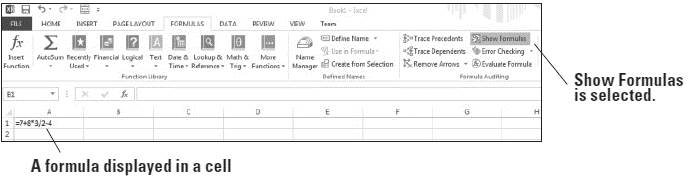 Book1 - Excel
FILE HOME INSERT PAGE LAYOUT FORMULAS DATA REVIEW VIEW Team
fx Insert Function
Σ AutoSum
Recently Used
Financial
Logical
Text
Date & Time
Lookup & Reference
Math & Trig
More Functions
Function Library
Name Manager
Define Name
Use in Formula
Create from Selection
Defined Names
Trace Precedents
Trace Dependents
Remove Arrows
Show Formulas
Error Checking
Evaluate Formula
Formula Auditing
Show Formulas
is selected.
B1 fx
A B C D E F G H
1 =7+8*3/2-4
2
A formula displayed in a cell